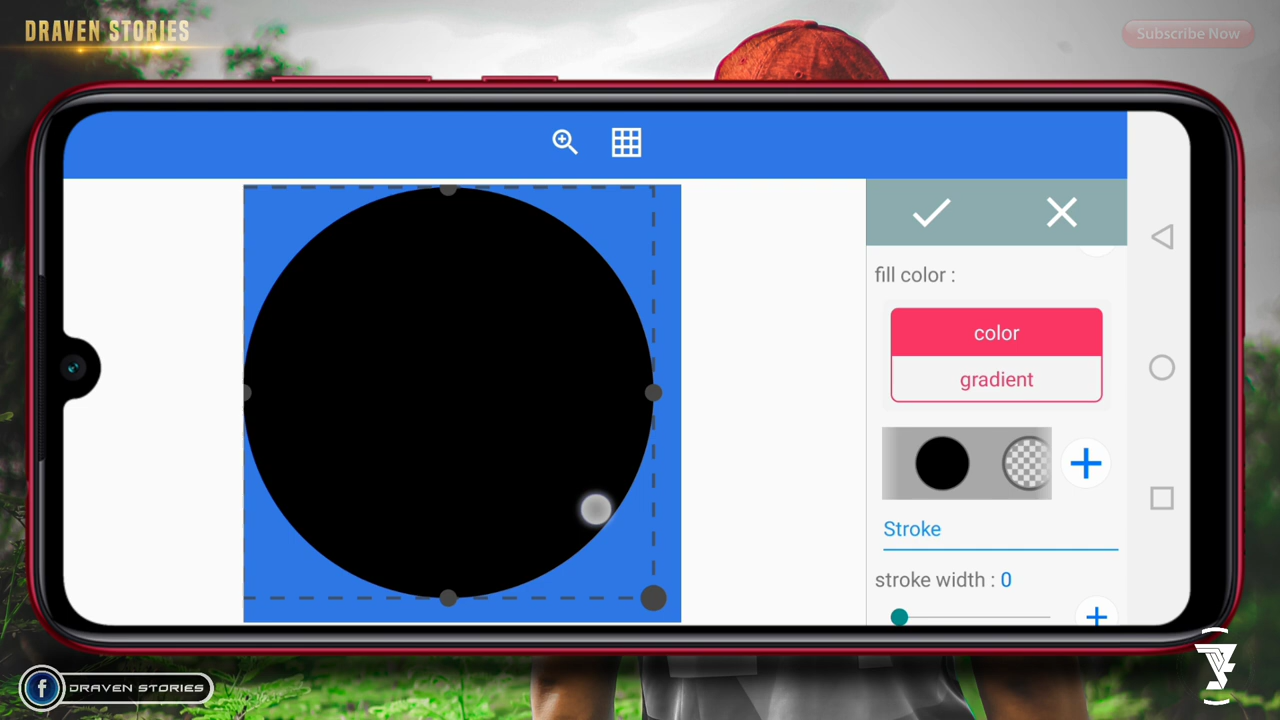 DRAVEN STORIES
Subscribe Now
fill color :
color
gradient
Stroke
stroke width : 0
DRAVEN STORIES